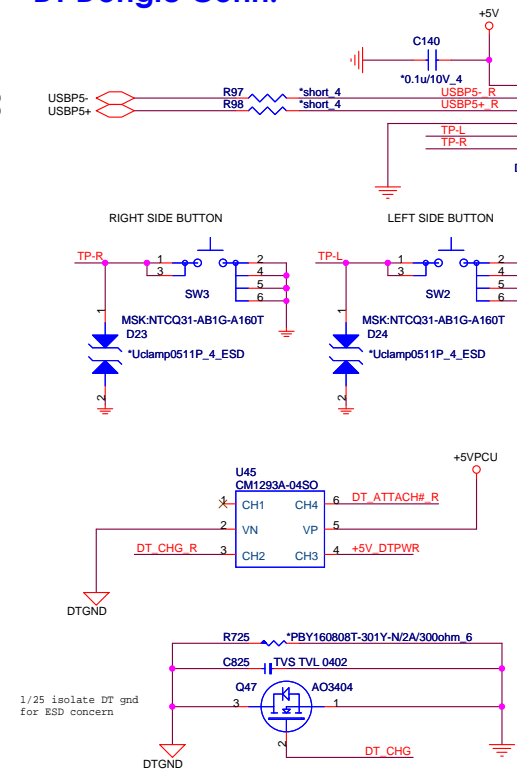 +5V
C140
*0.1u/10V_4
USBP5-
R97
*short_4
USBP5-_R
USBP5+
R98
*short_4
USBP5+_R
TP-L
TP-R
RIGHT SIDE BUTTON
LEFT SIDE BUTTON
TP-R
1
3
2
4
5
6
SW3
TP-L
1
3
2
4
5
6
SW2
1
MSK:NTCQ31-AB1G-A160T
D23
*Uclamp0511P_4_ESD
2
1
MSK:NTCQ31-AB1G-A160T
D24
*Uclamp0511P_4_ESD
2
+5VPCU
U45
CM1293A-04SO
1
CH1
CH4
6
DT_ATTACH#_R
2
VN
VP
5
DT_CHG_R
3
CH2
CH3
4
+5V_DTPWR
DTGND
R725
*PBY160808T-301Y-N/2A/300ohm_6
C825
TVS TVL 0402
Q47
AO3404
3
1
2
1/25 isolate DT gnd
for ESD concern
DTGND
DT_CHG